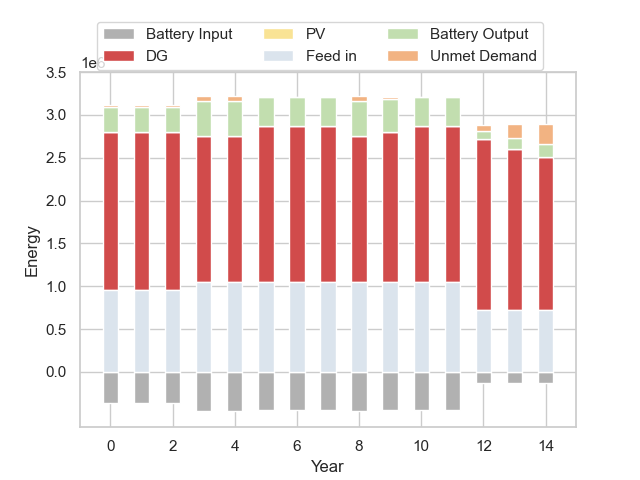 Battery Input PV Battery Output
DG Feed in Unmet Demand
1e6
3.5
3.0
2.5
2.0
1.5
1.0
0.5
0.0
Energy
0 2 4 6 8 10 12 14
Year